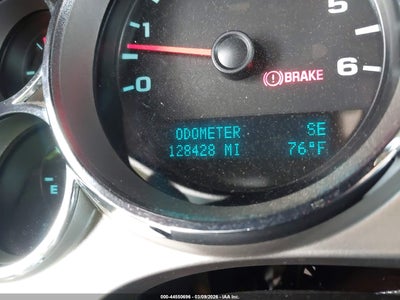 1
0
5
6
BRAKE
ODOMETER SE
128428 MI 76°F
E
000-44550696 - 03/09/2026 - IAA Inc.